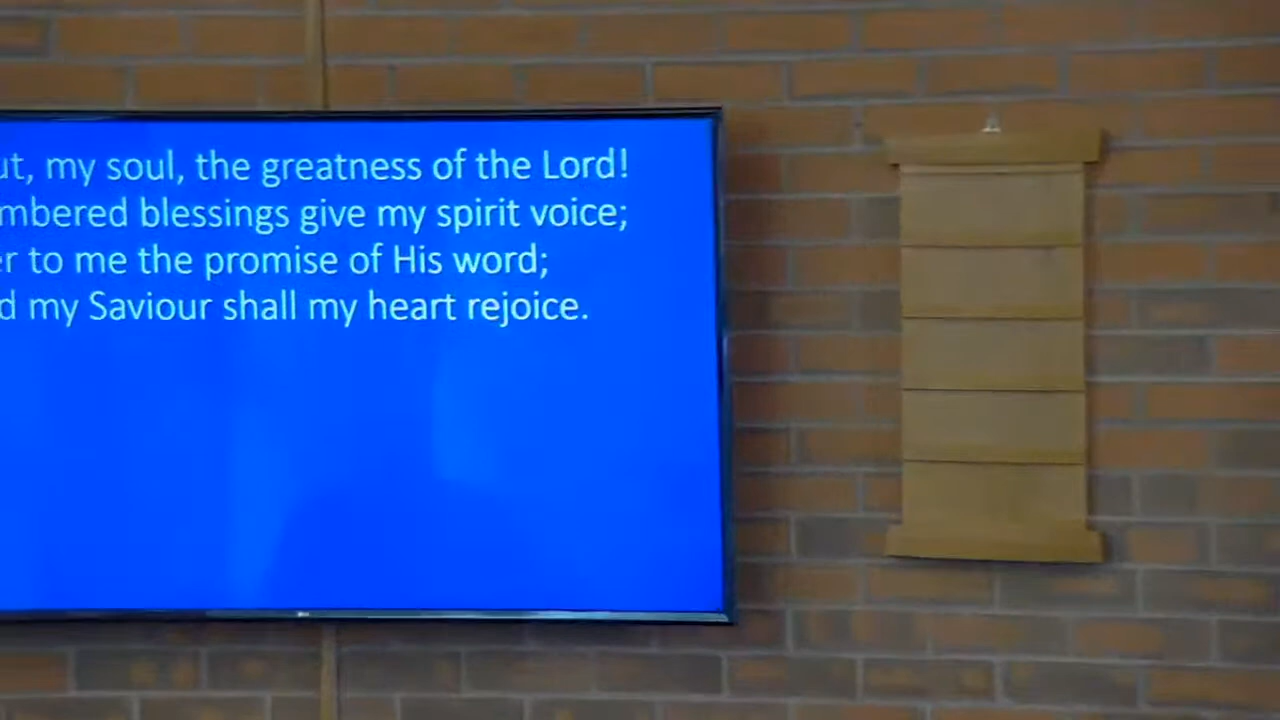 ut, my soul, the greatness of the Lord!
mbered blessings give my spirit voice;
er to me the promise of His word;
d my Saviour shall my heart rejoice.